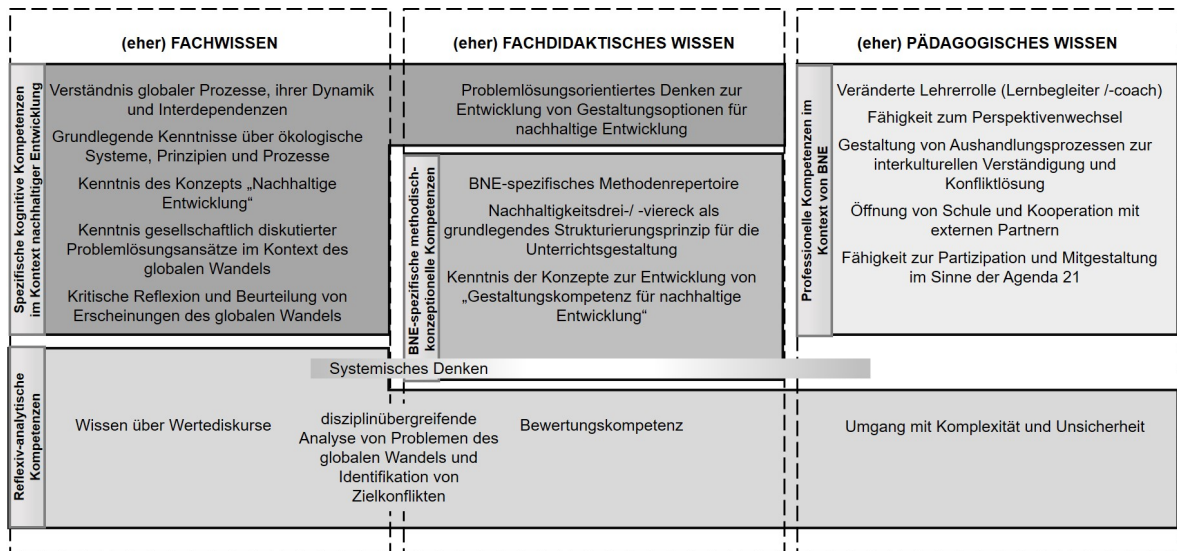 (eher) FACHWISSEN
(eher) FACHDIDAKTISCHES WISSEN
(eher) PÄDAGOGISCHES WISSEN
Spezifische kognitive Kompetenzen
im Kontext nachhaltiger Entwicklung
Verständnis globaler Prozesse, ihrer Dynamik
und Interdependenzen
Grundlegende Kenntnisse über ökologische
Systeme, Prinzipien und Prozesse
Kenntnis des Konzepts „Nachhaltige
Entwicklung“
Kenntnis gesellschaftlich diskutierter
Problemlösungsansätze im Kontext des
globalen Wandels
Kritische Reflexion und Beurteilung von
Erscheinungen des globalen Wandels
Problemlösungsorientiertes Denken zur
Entwicklung von Gestaltungsoptionen für
nachhaltige Entwicklung
BNE-spezifische methodisch-
konzeptionelle Kompetenzen
BNE-spezifisches Methodenrepertoire
Nachhaltigkeitsdrei-/ -viereck als
grundlegendes Strukturierungsprinzip für die
Unterrichtsgestaltung
Kenntnis der Konzepte zur Entwicklung von
„Gestaltungskompetenz für nachhaltige
Entwicklung“
Professionelle Kompetenzen im
Kontext von BNE
Veränderte Lehrerrolle (Lernbegleiter /-coach)
Fähigkeit zum Perspektivenwechsel
Gestaltung von Aushandlungsprozessen zur
interkulturellen Verständigung und
Konfliktlösung
Öffnung von Schule und Kooperation mit
externen Partnern
Fähigkeit zur Partizipation und Mitgestaltung
im Sinne der Agenda 21
Systemisches Denken
Reflexiv-analytische
Kompetenzen
Wissen über Wertediskurse
disziplinübergreifende
Analyse von Problemen des
globalen Wandels und
Identifikation von
Zielkonflikten
Bewertungskompetenz
Umgang mit Komplexität und Unsicherheit